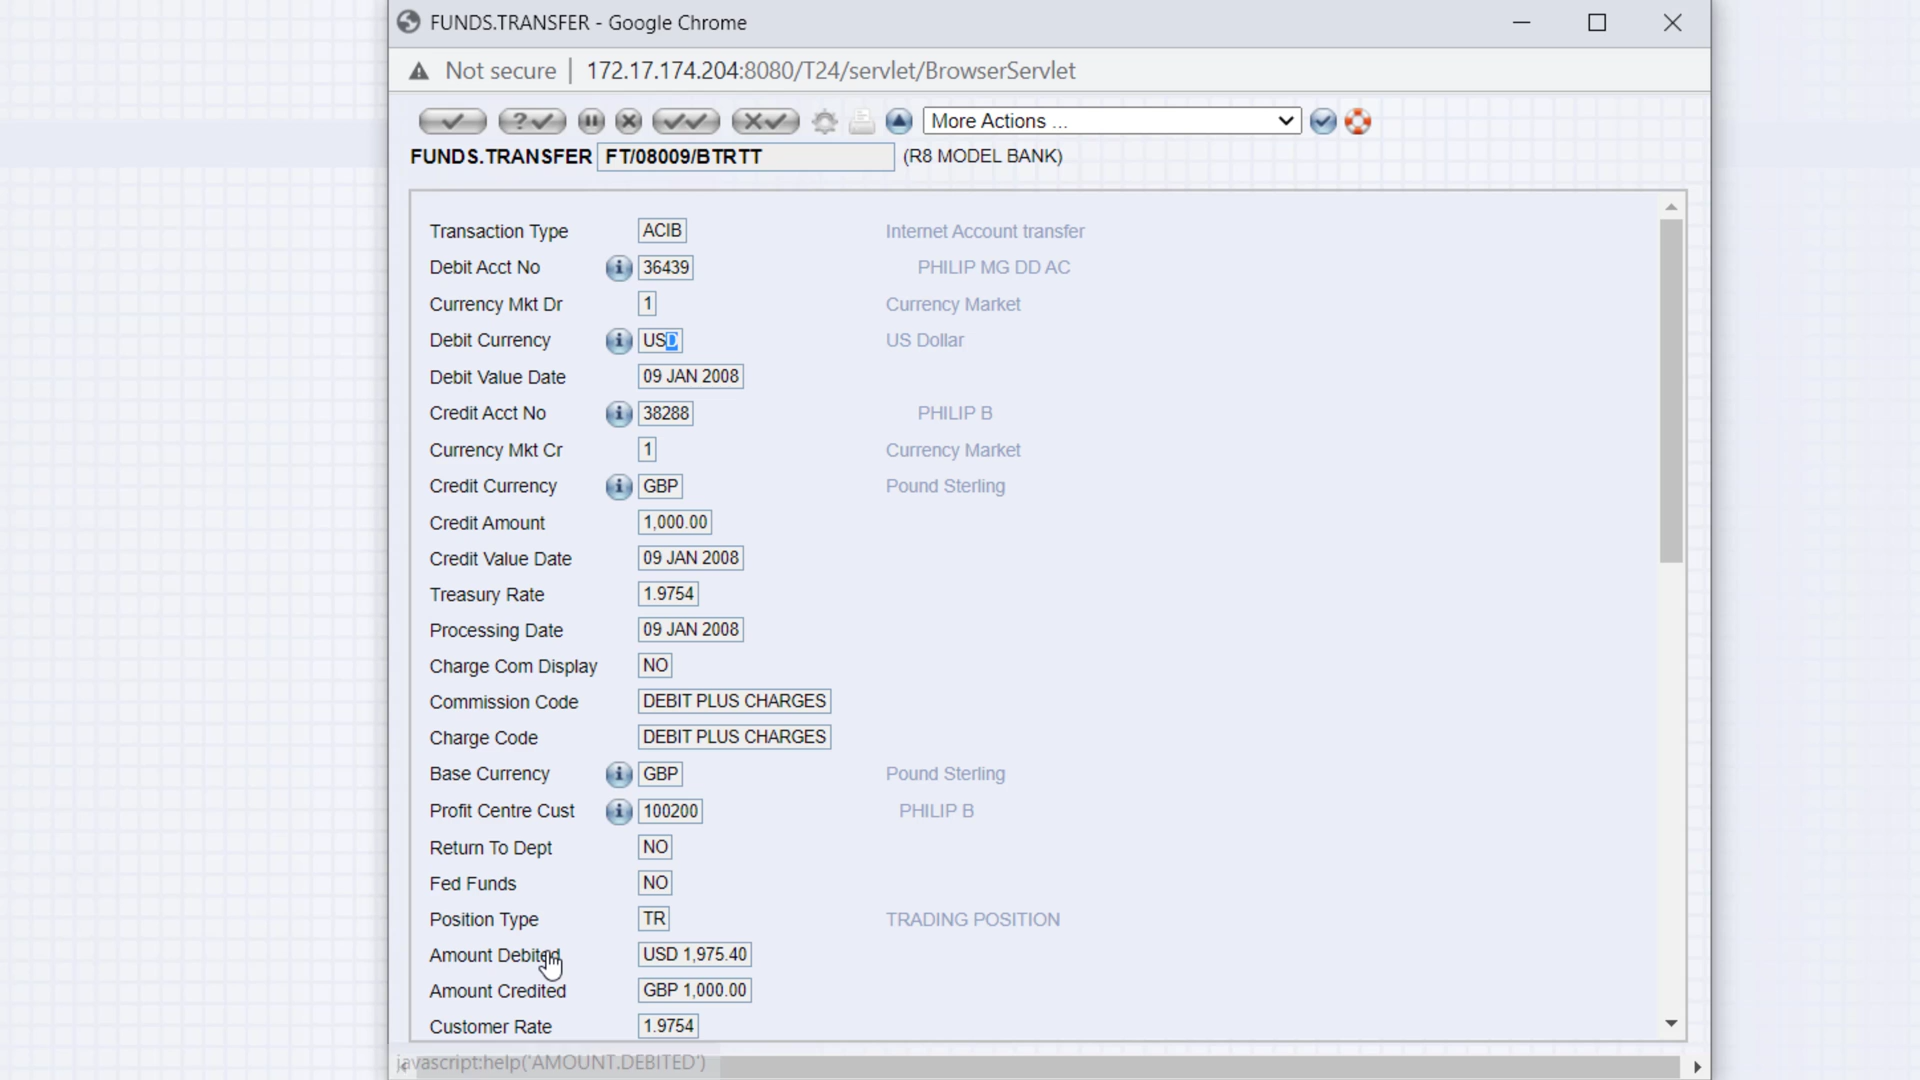 FUNDS.TRANSFER - Google Chrome
Not secure | 172.17.174.204:8080/T24/servlet/BrowserServlet
More Actions ...
FUNDS.TRANSFER FT/08009/BTRTT (R8 MODEL BANK)
Transaction Type ACIB Internet Account transfer
Debit Acct No 36439 PHILIP MG DD AC
Currency Mkt Dr 1 Currency Market
Debit Currency USD US Dollar
Debit Value Date 09 JAN 2008
Credit Acct No 38288 PHILIP B
Currency Mkt Cr 1 Currency Market
Credit Currency GBP Pound Sterling
Credit Amount 1,000.00
Credit Value Date 09 JAN 2008
Treasury Rate 1.9754
Processing Date 09 JAN 2008
Charge Com Display NO
Commission Code DEBIT PLUS CHARGES
Charge Code DEBIT PLUS CHARGES
Base Currency GBP Pound Sterling
Profit Centre Cust 100200 PHILIP B
Return To Dept NO
Fed Funds NO
Position Type TR TRADING POSITION
Amount Debited USD 1,975.40
Amount Credited GBP 1,000.00
Customer Rate 1.9754
javascript:help('AMOUNT.DEBITED')